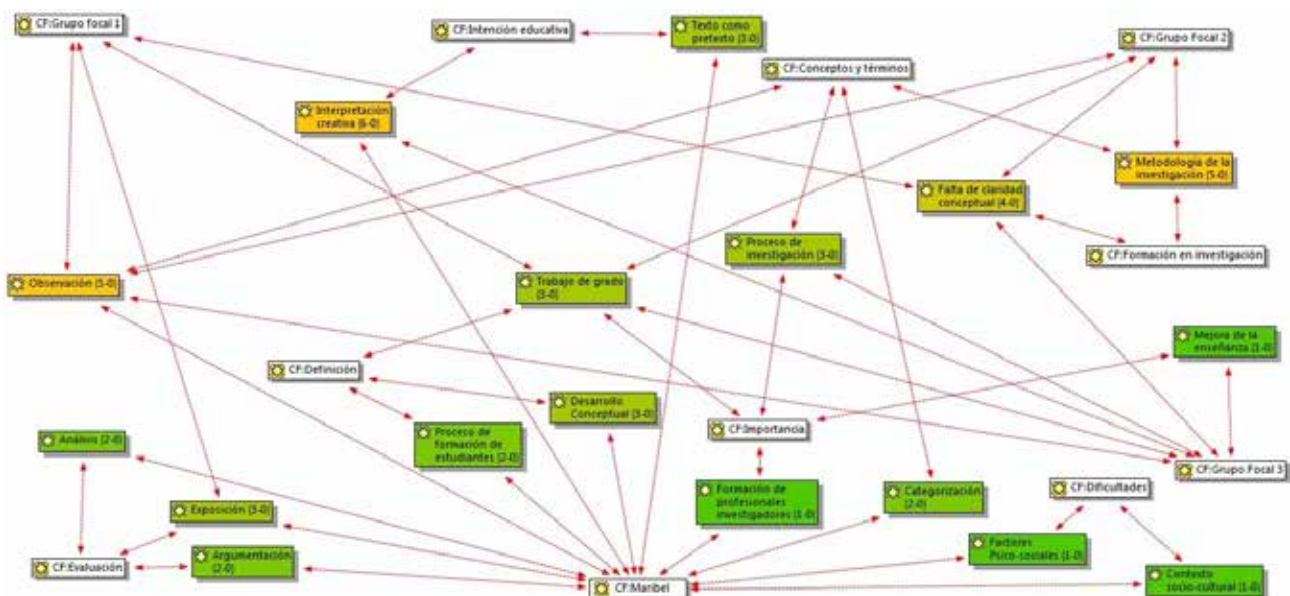 CF:Grupo focal 1
CF:Intención educativa
Texto como
pretexto {3-0}
CF:Grupo Focal 2
CF:Conceptos y términos
Interpretación
creativa {6-0}
Metodología de la
investigación {5-0}
Falta de claridad
conceptual {4-0}
Proceso de
investigación {3-0}
CF:Formación en investigación
Observación {5-0}
Trabajo de grado
{3-0}
Mejora de la
enseñanza {1-0}
CF:Definición
Desarrollo
Conceptual {3-0}
CF:Importancia
Proceso de
formación de
estudiantes {2-0}
Análisis {2-0}
CF:Grupo Focal 3
CF:Dificultades
Formación de
profesionales
investigadores {1-0}
Categorización
{2-0}
Exposición {3-0}
Factores
Psico-sociales {1-0}
Argumentación
{2-0}
CF:Evaluación
CF:Maribel
Contexto
socio-cultural {1-0}